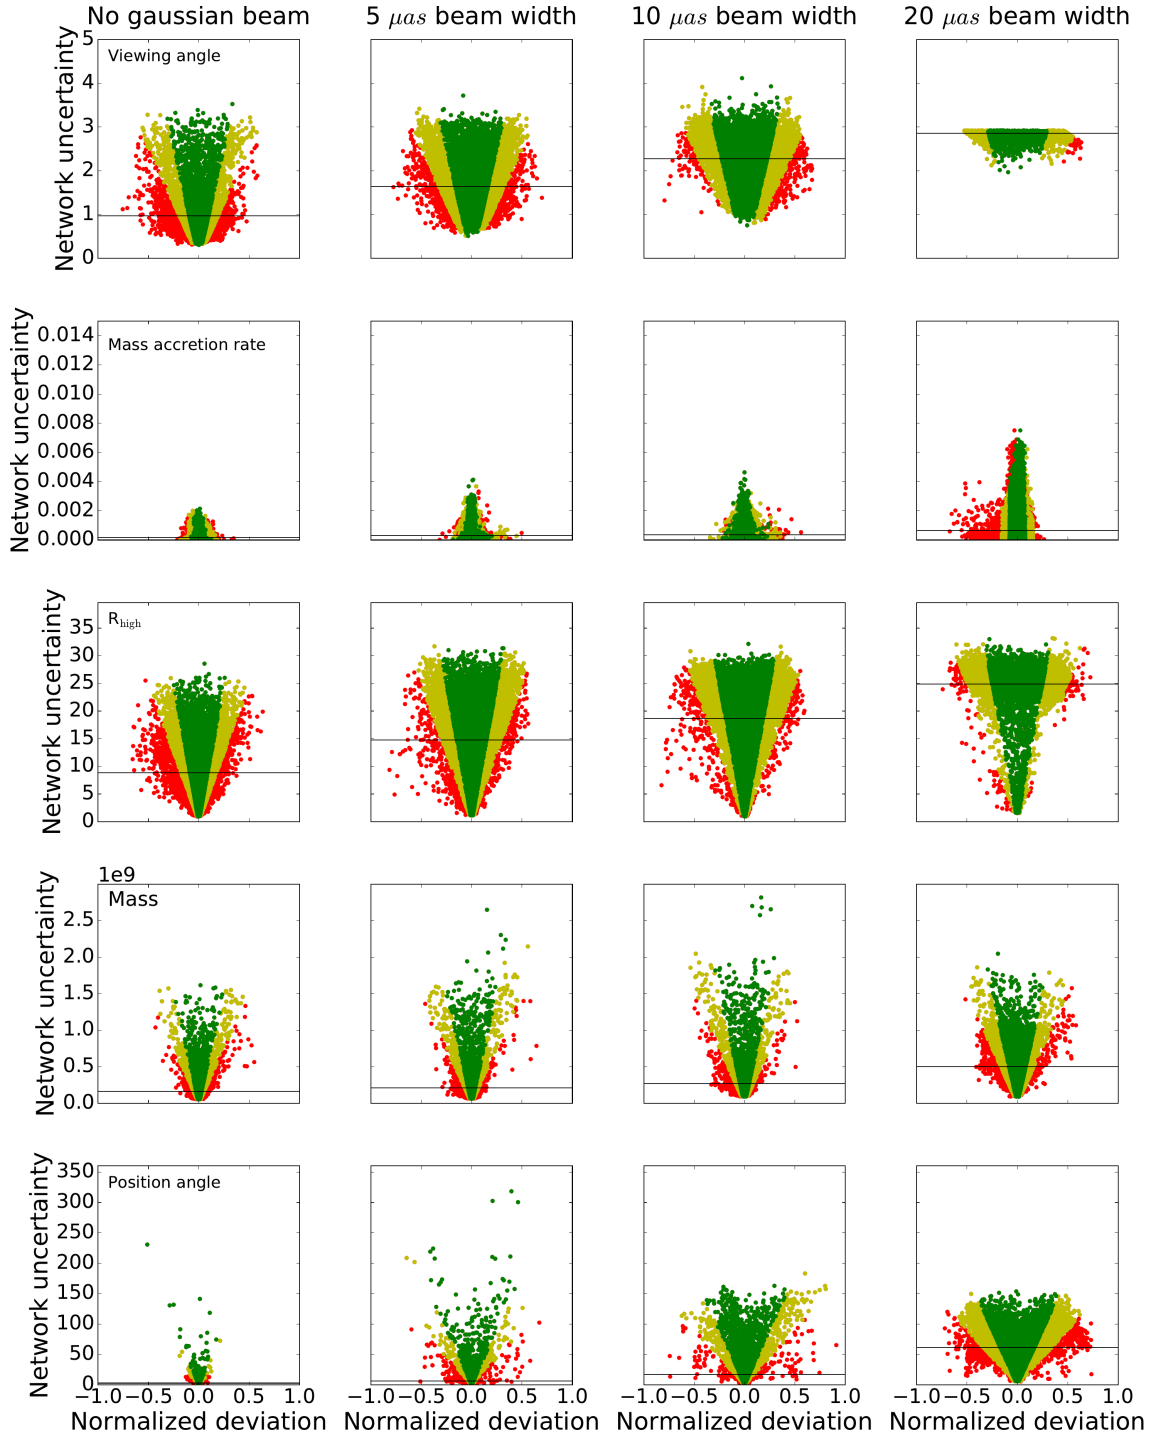 No gaussian beam
5 μas beam width
10 μas beam width
20 μas beam width
Network uncertainty
5
4
3
2
1
0
Viewing angle
Network uncertainty
0.014
0.012
0.010
0.008
0.006
0.004
0.002
0.000
Mass accretion rate
Network uncertainty
35
30
25
20
15
10
5
0
R_high
Network uncertainty
1e9
2.5
2.0
1.5
1.0
0.5
0.0
Mass
Network uncertainty
350
300
250
200
150
100
50
0
Position angle
−1.0 −0.5 0.0 0.5 1.0
−1.0 −0.5 0.0 0.5 1.0
−1.0 −0.5 0.0 0.5 1.0
−1.0 −0.5 0.0 0.5 1.0
Normalized deviation
Normalized deviation
Normalized deviation
Normalized deviation